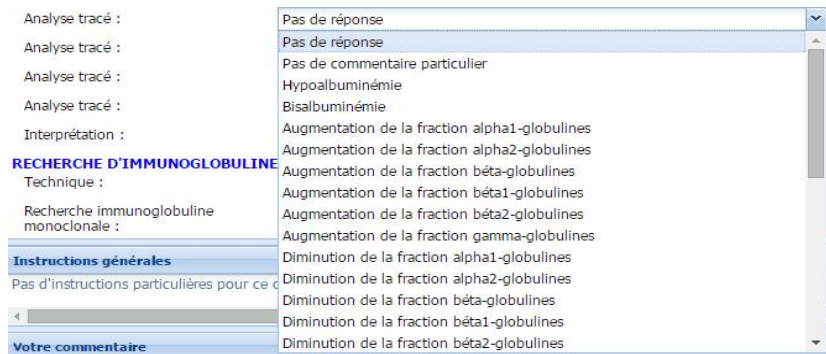 Analyse tracé :
Pas de réponse
Analyse tracé :
Analyse tracé :
Analyse tracé :
Interprétation :
RECHERCHE D'IMMUNOGLOBULINE
Technique :
Recherche immunoglobuline
monoclonale :
Instructions générales
Pas d'instructions particulières pour ce
Votre commentaire
Pas de réponse
Pas de commentaire particulier
Hypoalbuminémie
Bisalbuminémie
Augmentation de la fraction alpha1-globulines
Augmentation de la fraction alpha2-globulines
Augmentation de la fraction béta-globulines
Augmentation de la fraction béta1-globulines
Augmentation de la fraction béta2-globulines
Augmentation de la fraction gamma-globulines
Diminution de la fraction alpha1-globulines
Diminution de la fraction alpha2-globulines
Diminution de la fraction béta-globulines
Diminution de la fraction béta1-globulines
Diminution de la fraction béta2-globulines